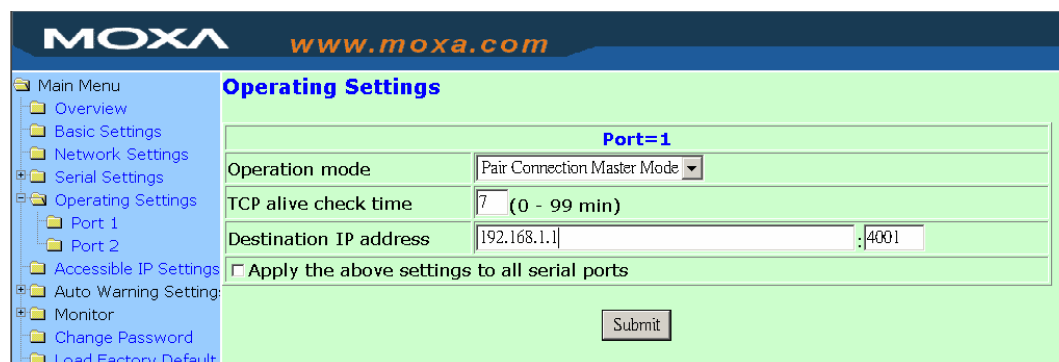 MOXA www.moxa.com
Main Menu
Overview
Basic Settings
Network Settings
Serial Settings
Operating Settings
Port 1
Port 2
Accessible IP Settings
Auto Warning Setting
Monitor
Change Password
Load Factory Default
Operating Settings
Port=1
Operation mode Pair Connection Master Mode
TCP alive check time 7 (0 - 99 min)
Destination IP address 192.168.1.1 : 4001
Apply the above settings to all serial ports
Submit